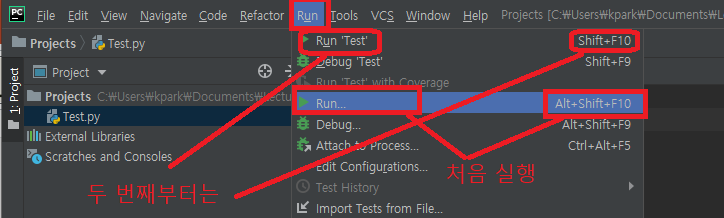 PC File Edit View Navigate Code Refactor Run Tools VCS Window Help Projects [C:₩Users₩kpark₩Docum
Projects Test.py
Run 'Test' Shift+F10
Project
Debug 'Test' Shift+F9
Run 'Test' with Coverage
1: Project
Projects C:₩Users₩kpark₩Documents₩Lectu
Run... Alt+Shift+F10
Test.py
Debug... Alt+Shift+F9
External Libraries
Attach to Process... Ctrl+Alt+F5
Scratches and Consoles
Edit Configurations...
두 번째부터는
처음 실행
Test History
Import Tests from File...